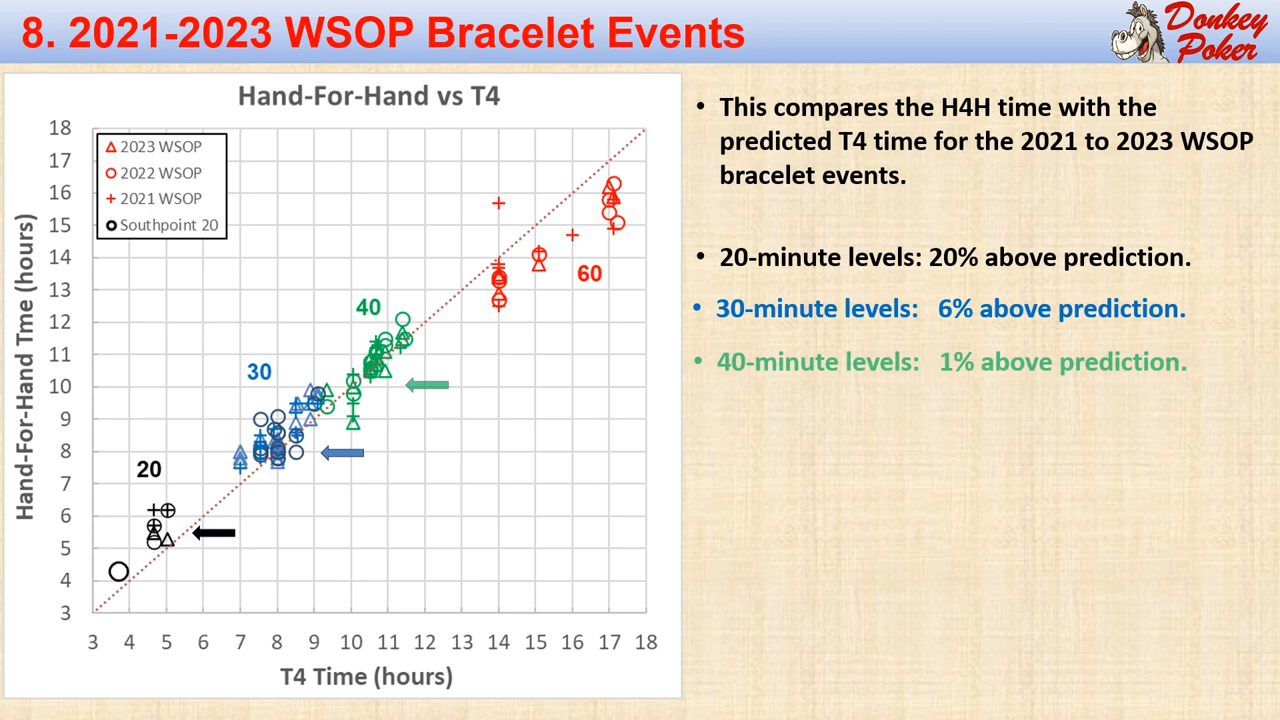 8. 2021-2023 WSOP Bracelet Events
Donkey
Poker
Hand-For-Hand vs T4
Hand-For-Hand Tme (hours)
18
17
16
15
14
13
12
11
10
9
8
7
6
5
4
3
2023 WSOP
2022 WSOP
2021 WSOP
Southpoint 20
20
30
40
60
3 4 5 6 7 8 9 10 11 12 13 14 15 16 17 18
T4 Time (hours)
• This compares the H4H time with the
predicted T4 time for the 2021 to 2023 WSOP
bracelet events.
• 20-minute levels: 20% above prediction.
• 30-minute levels: 6% above prediction.
• 40-minute levels: 1% above prediction.